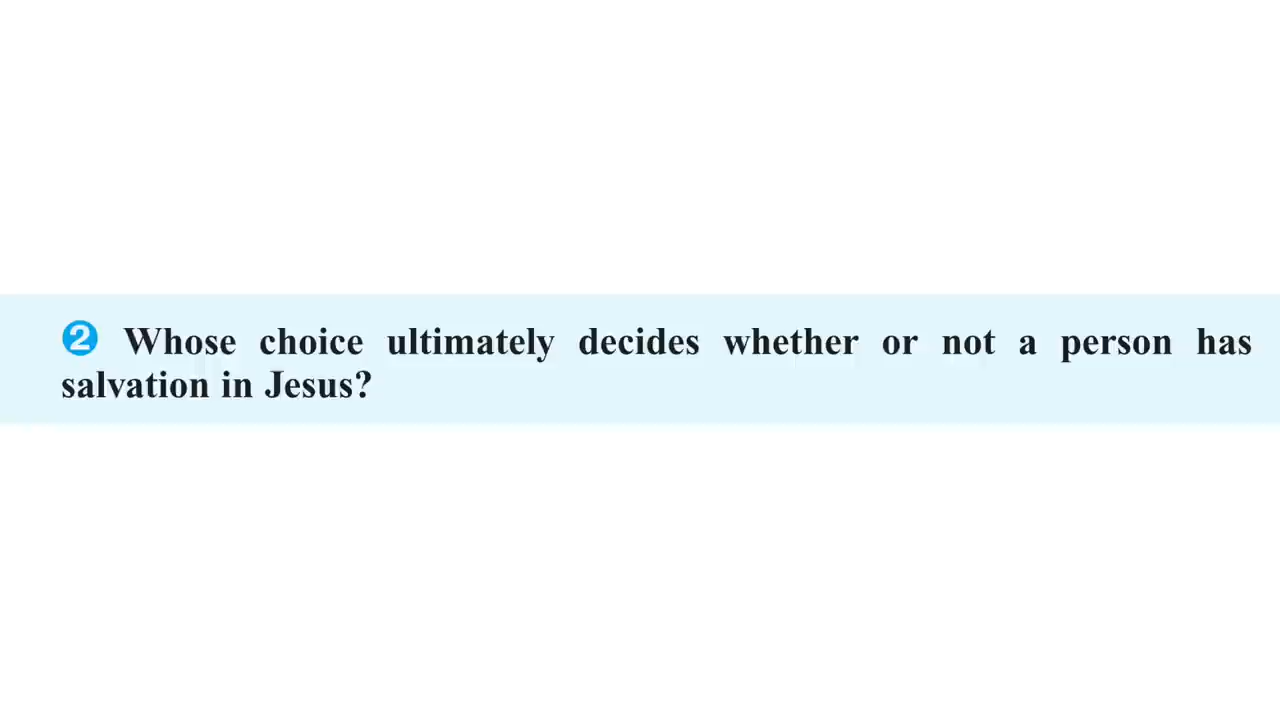 ❷ Whose choice ultimately decides whether or not a person has
salvation in Jesus?